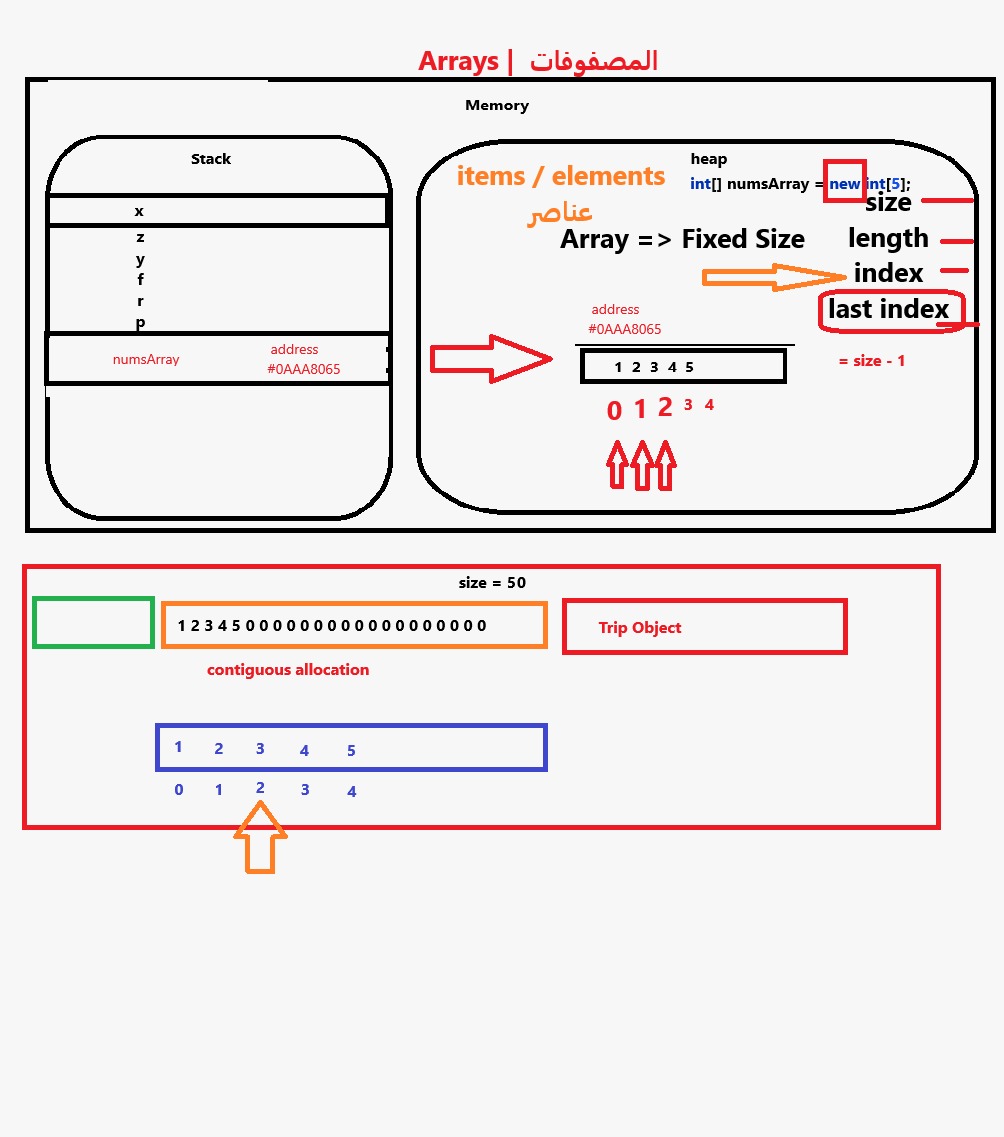 Arrays | المصفوفات
Memory
Stack
x
z
y
f
r
p
numsArray
address
#0AAA8065
heap
int[] numsArray = new int[5];
items / elements
عناصر
Array => Fixed Size
size
length
index
last index
= size - 1
address
#0AAA8065
1 2 3 4 5
0 1 2 3 4
size = 50
1 2 3 4 5 0 0 0 0 0 0 0 0 0 0 0 0 0 0 0 0 0 0
Trip Object
contiguous allocation
1 2 3 4 5
0 1 2 3 4